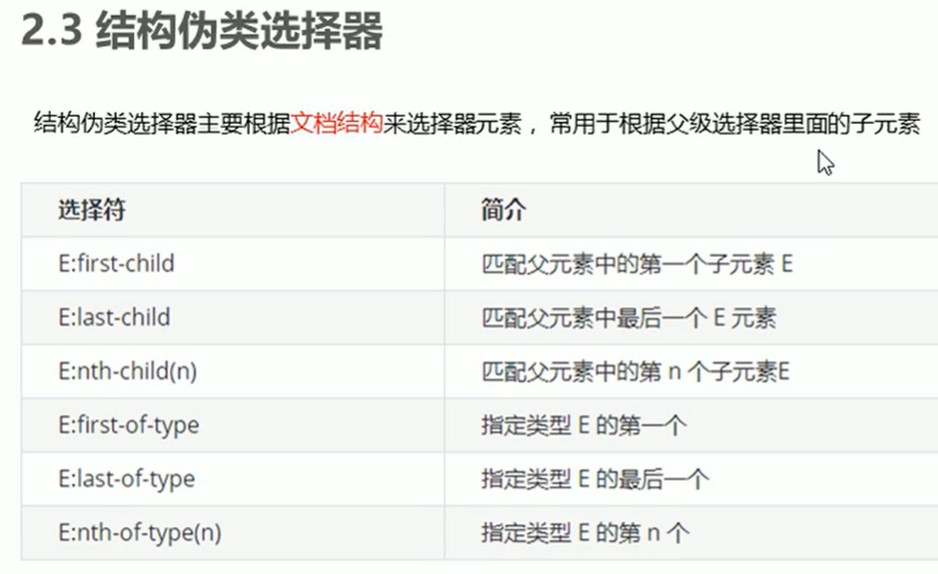 2.3 结构伪类选择器
结构伪类选择器主要根据文档结构来选择器元素，常用于根据父级选择器里面的子元素
选择符 简介
E:first-child 匹配父元素中的第一个子元素 E
E:last-child 匹配父元素中最后一个 E 元素
E:nth-child(n) 匹配父元素中的第 n 个子元素E
E:first-of-type 指定类型 E 的第一个
E:last-of-type 指定类型 E 的最后一个
E:nth-of-type(n) 指定类型 E 的第 n 个